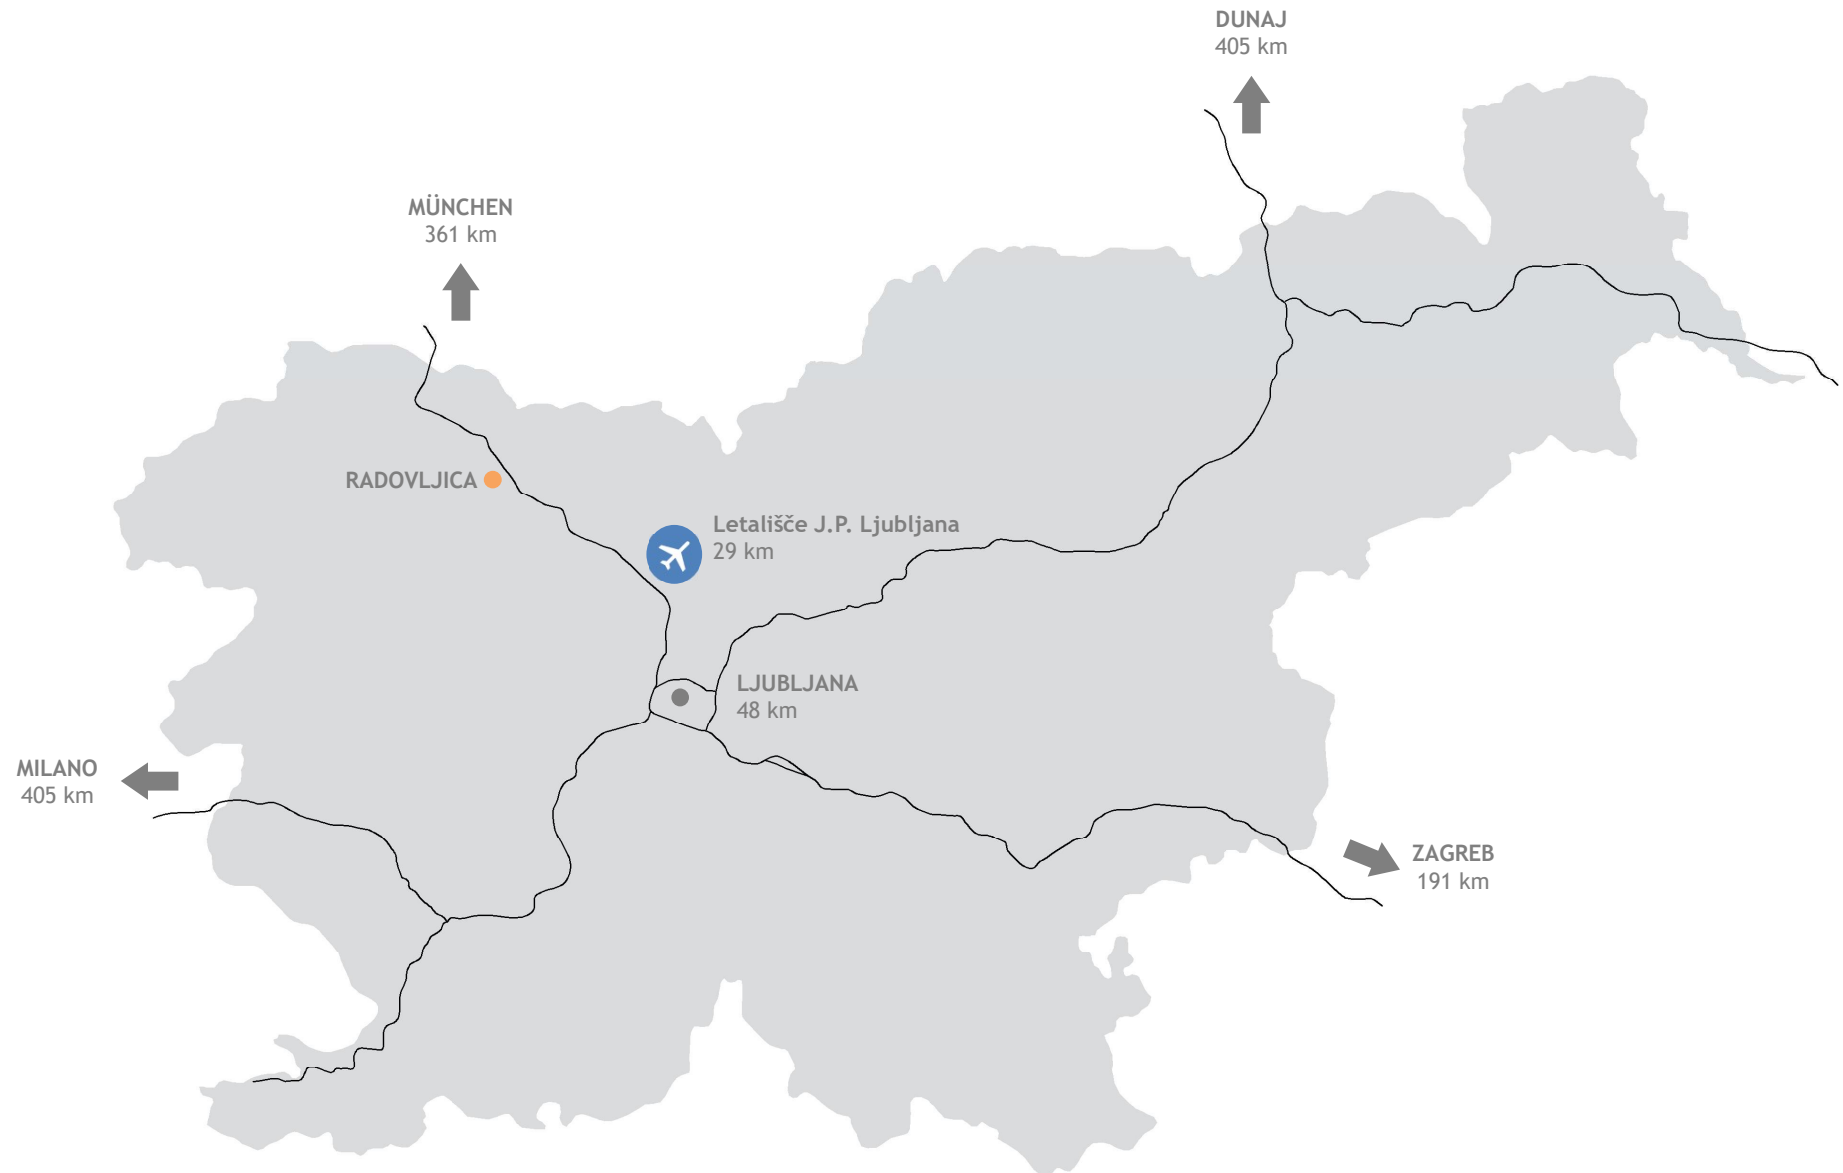 DUNAJ
405 km
MÜNCHEN
361 km
RADOVLJICA
Letališče J.P. Ljubljana
29 km
LJUBLJANA
48 km
MILANO
405 km
ZAGREB
191 km